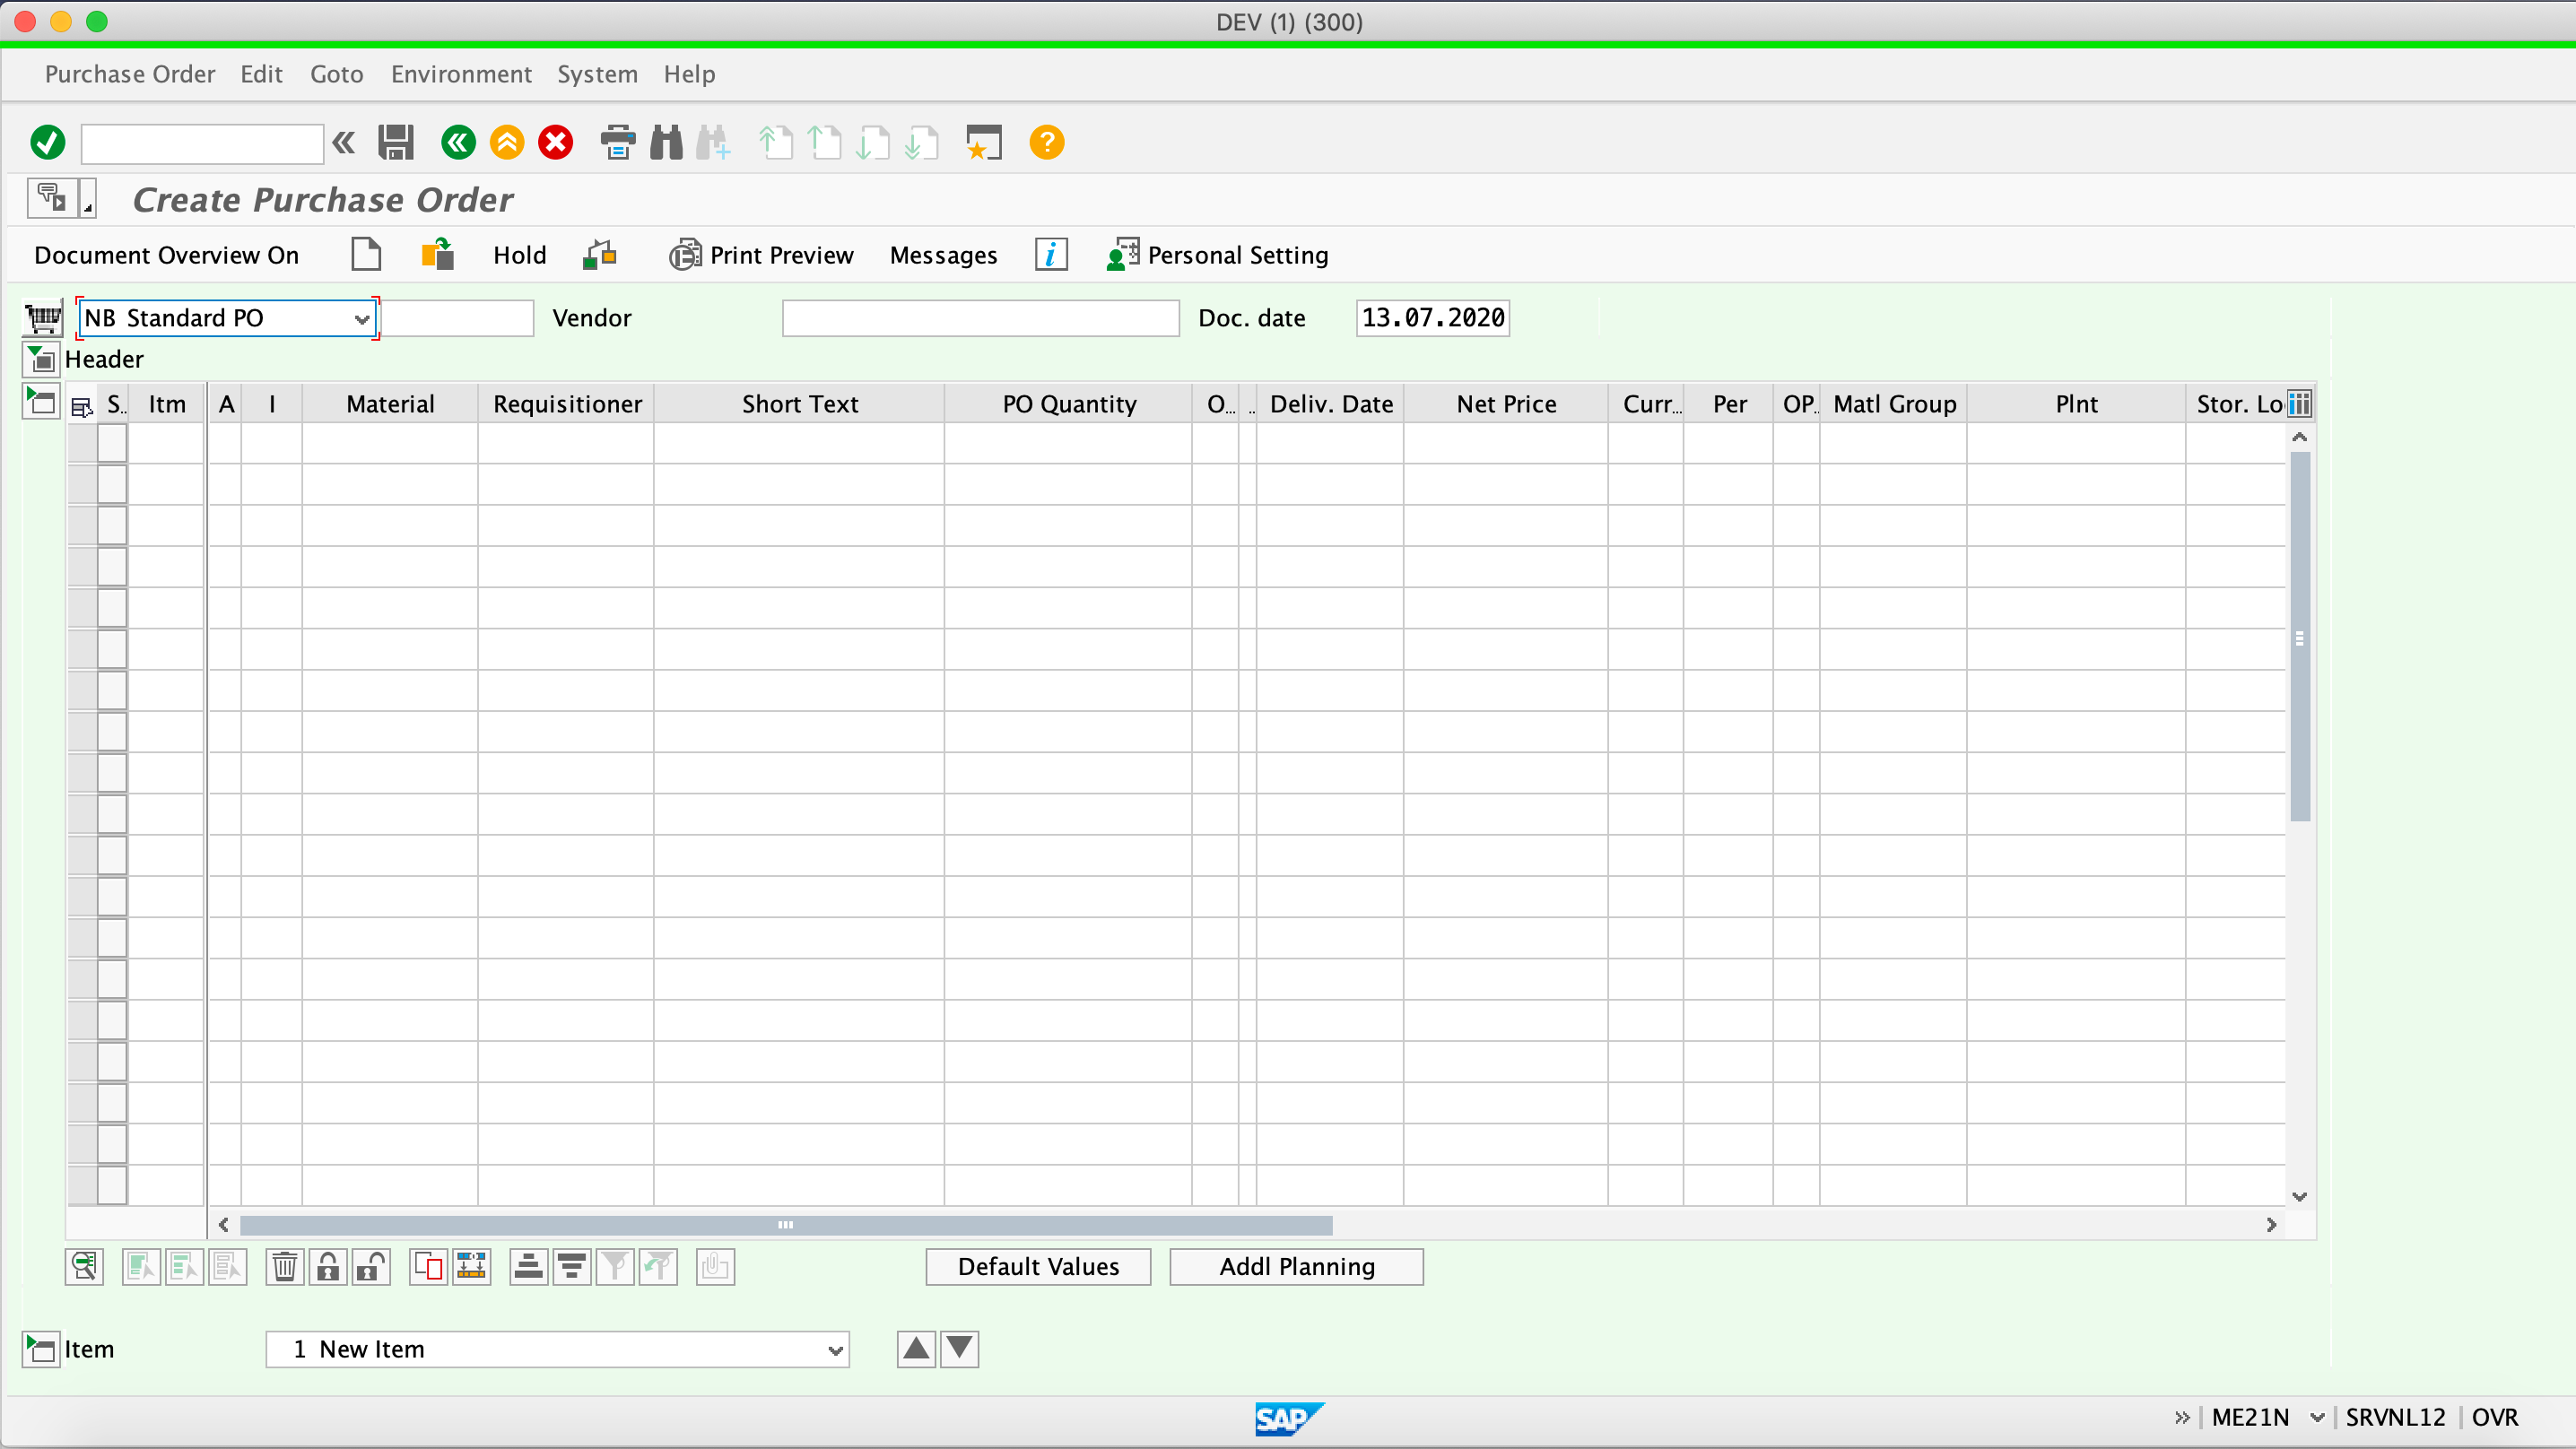 DEV (1) (300)
Purchase Order Edit Goto Environment System Help
Create Purchase Order
Document Overview On Hold Print Preview Messages Personal Setting
NB Standard PO Vendor Doc. date 13.07.2020
Header
S.. Itm A I Material Requisitioner Short Text PO Quantity O... .. Deliv. Date Net Price Curr... Per OP.. Matl Group Plnt Stor. Lo
Default Values Addl Planning
Item 1 New Item
SAP ME21N SRVNL12 OVR